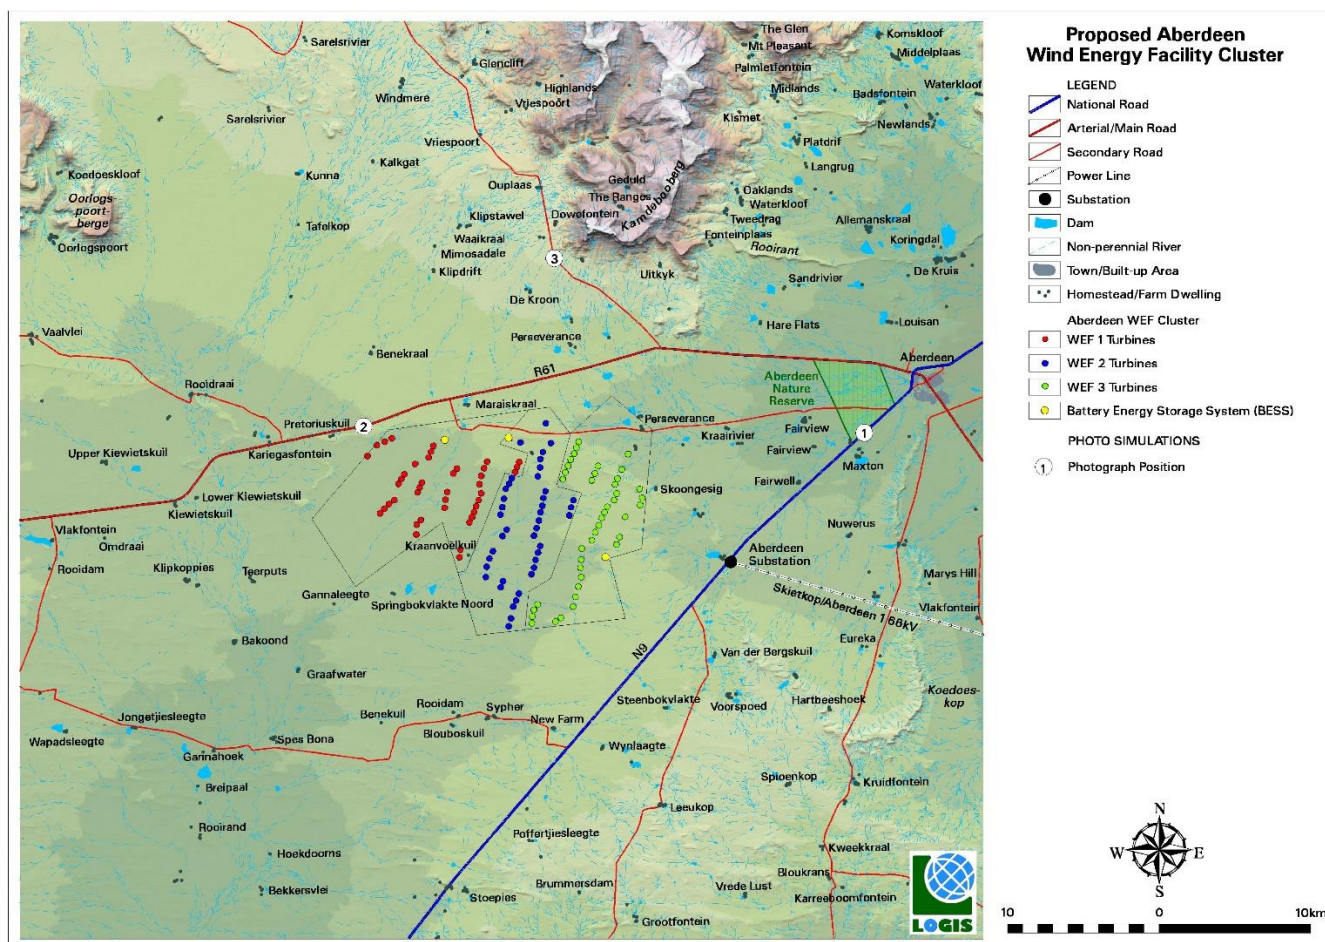 Proposed Aberdeen
Wind Energy Facility Cluster
LEGEND
National Road
Arterial/Main Road
Secondary Road
Power Line
Substation
Dam
Non-perennial River
Town/Built-up Area
Homestead/Farm Dwelling
Aberdeen WEF Cluster
WEF 1 Turbines
WEF 2 Turbines
WEF 3 Turbines
Battery Energy Storage System (BESS)
PHOTO SIMULATIONS
1
Photograph Position
N
W
E
S
10
0
10km
Sarelsrivier
Glencliff
The Glen
Mt Pleasant
Komskloof
Middelplaas
Palmietfontein
Windmere
Highlands
Vriespoort
Midlands
Badsfontein
Waterkloof
Sarelsrivier
Kismet
Newlands
Vriespoort
Platdrif
Kalkgat
Langrug
Koedoeskloof
Kunna
Ouplaas
Geduld
The Ranges
Kamdebooberg
Oaklands
Waterkloof
Oorlogs
poort-
berge
Klipstawel
Dowefontein
Tweedrag
Allemanskraal
Tafelkop
Waaikraal
Fonteinplaas
Koringdal
Oorlogspoort
Mimosadale
Rooirant
3
Klipdrift
Uitkyk
Sandrivier
De Kruis
De Kroon
Vaalvlei
Hare Flats
Louisan
Perseverance
Benekraal
Aberdeen
R61
Aberdeen
Nature
Reserve
Rooidraai
Maraiskraal
Pretoriuskuil
2
Perseverance
Fairview
1
Kraairivier
Kariegasfontein
Fairview
Upper Kiewietskuil
Maxton
Fairwell
Skoongesig
Lower Kiewietskuil
Kiewietskuil
Vlakfontein
Nuwerus
Omdraai
Kraanvoëlkuil
Aberdeen
Substation
Rooidam
Klipkoppies
Teerputs
Marys Hill
Gannaleegte
Springbokvlakte Noord
Skietkop/Aberdeen 1 66kV
Vlakfontein
Bakoond
Eureka
N9
Van der Bergskuil
Graafwater
Koedoes-
kop
Steenbokvlakte
Hartbeeshoek
Voorspoed
Rooidam
Sypher
Jongetjiesleegte
Benekuil
New Farm
Blouboskuil
Wapadsleegte
Spes Bona
Wynlaagte
Gannahoek
Spioenkop
Kruidfontein
Breipaal
Leeukop
Rooirand
Poffertjiesleegte
Hoekdoorns
Kweekkraal
Bloukrans
Bekkersvlei
Stoepies
Brummersdam
Vrede Lust
Karreeboomfontein
Grootfontein
LOGIS